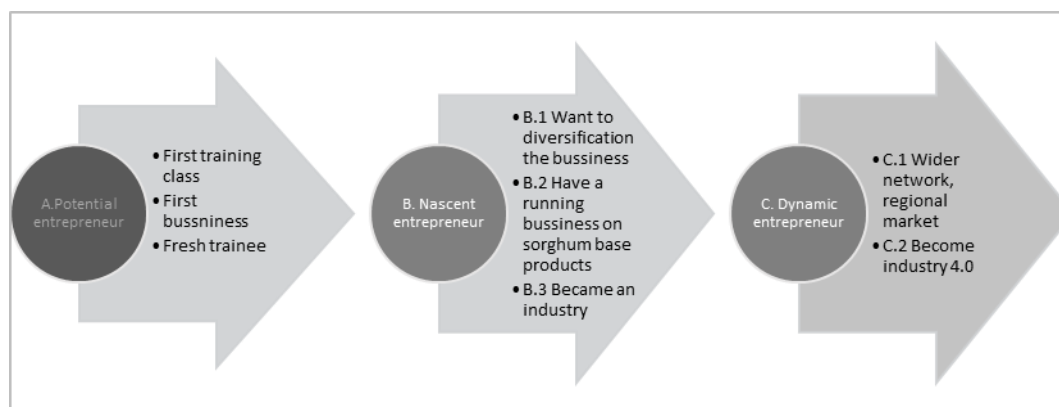 A.Potential
entrepreneur
• First training
class
• First
bussniness
• Fresh trainee
B. Nascent
entrepreneur
• B.1 Want to
diversification
the bussiness
• B.2 Have a
running
bussiness on
sorghum base
products
• B.3 Became an
industry
C. Dynamic
entrepreneur
• C.1 Wider
network,
regional
market
• C.2 Become
industry 4.0